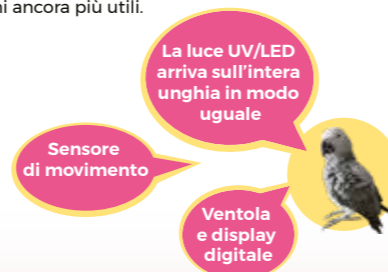 ancora più utili.
La luce UV/LED
arriva sull'intera
unghia in modo
uguale
Sensore
di movimento
Ventola
e display
digitale